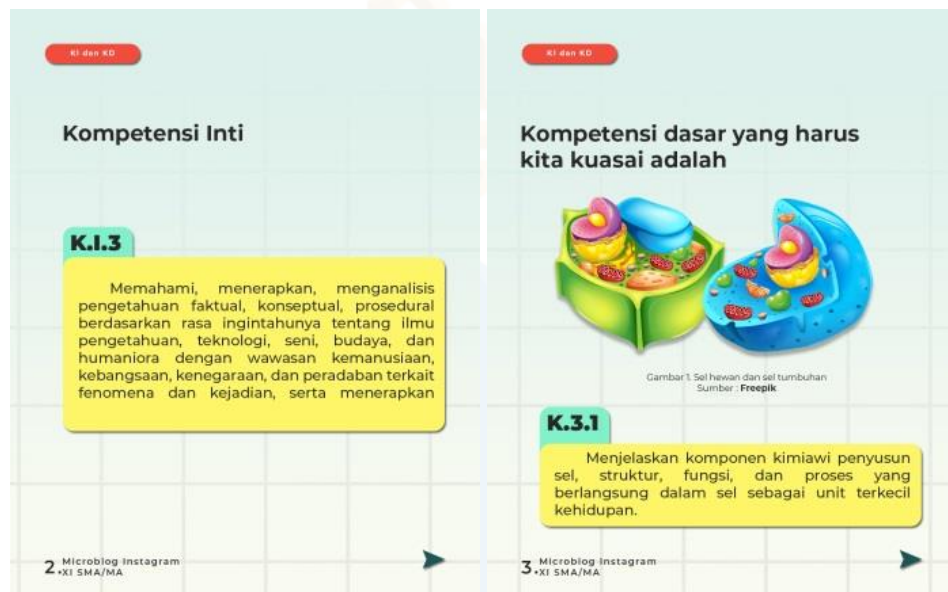 KI dan KD
Kompetensi Inti
K.I.3
Memahami, menerapkan, menganalisis
pengetahuan faktual, konseptual, prosedural
berdasarkan rasa ingintahunya tentang ilmu
pengetahuan, teknologi, seni, budaya, dan
humaniora dengan wawasan kemanusiaan,
kebangsaan, kenegaraan, dan peradaban terkait
fenomena dan kejadian, serta menerapkan
2 Microblog Instagram
•XI SMA/MA
KI dan KD
Kompetensi dasar yang harus
kita kuasai adalah
Gambar 1. Sel hewan dan sel tumbuhan
Sumber : Freepik
K.3.1
Menjelaskan komponen kimiawi penyusun
sel, struktur, fungsi, dan proses yang
berlangsung dalam sel sebagai unit terkecil
kehidupan.
3 Microblog Instagram
•XI SMA/MA